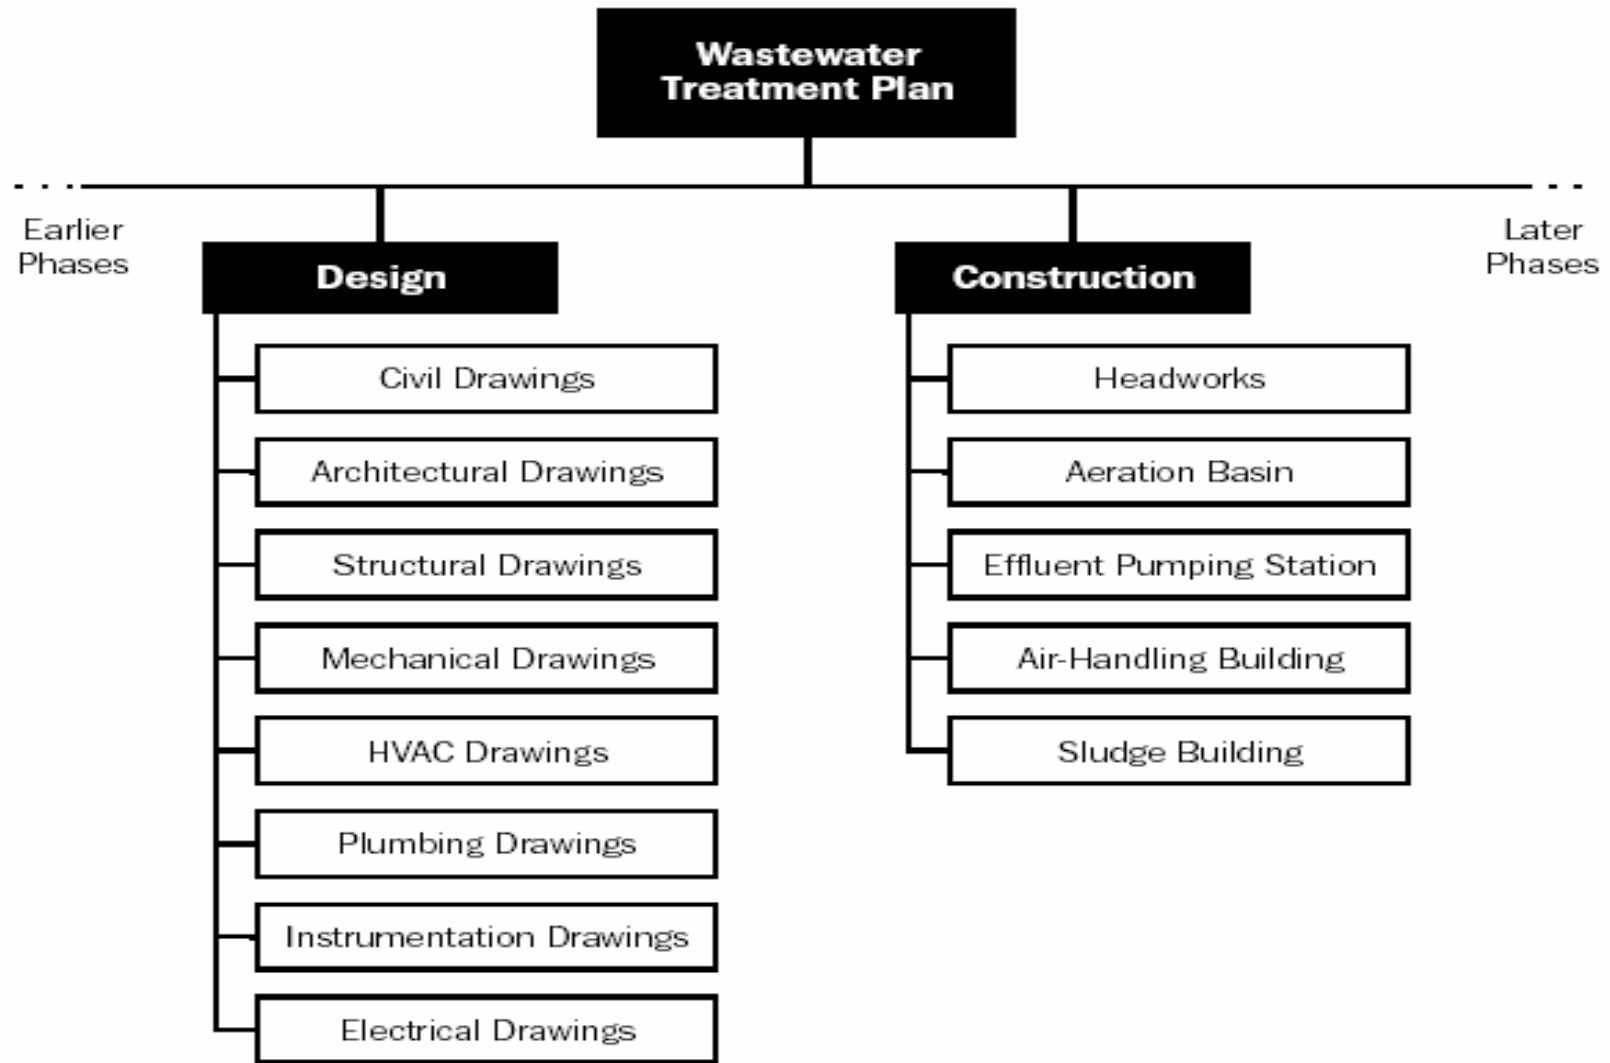 Wastewater
Treatment Plan
Earlier
Phases
Later
Phases
Design
Civil Drawings
Architectural Drawings
Structural Drawings
Mechanical Drawings
HVAC Drawings
Plumbing Drawings
Instrumentation Drawings
Electrical Drawings
Construction
Headworks
Aeration Basin
Effluent Pumping Station
Air-Handling Building
Sludge Building